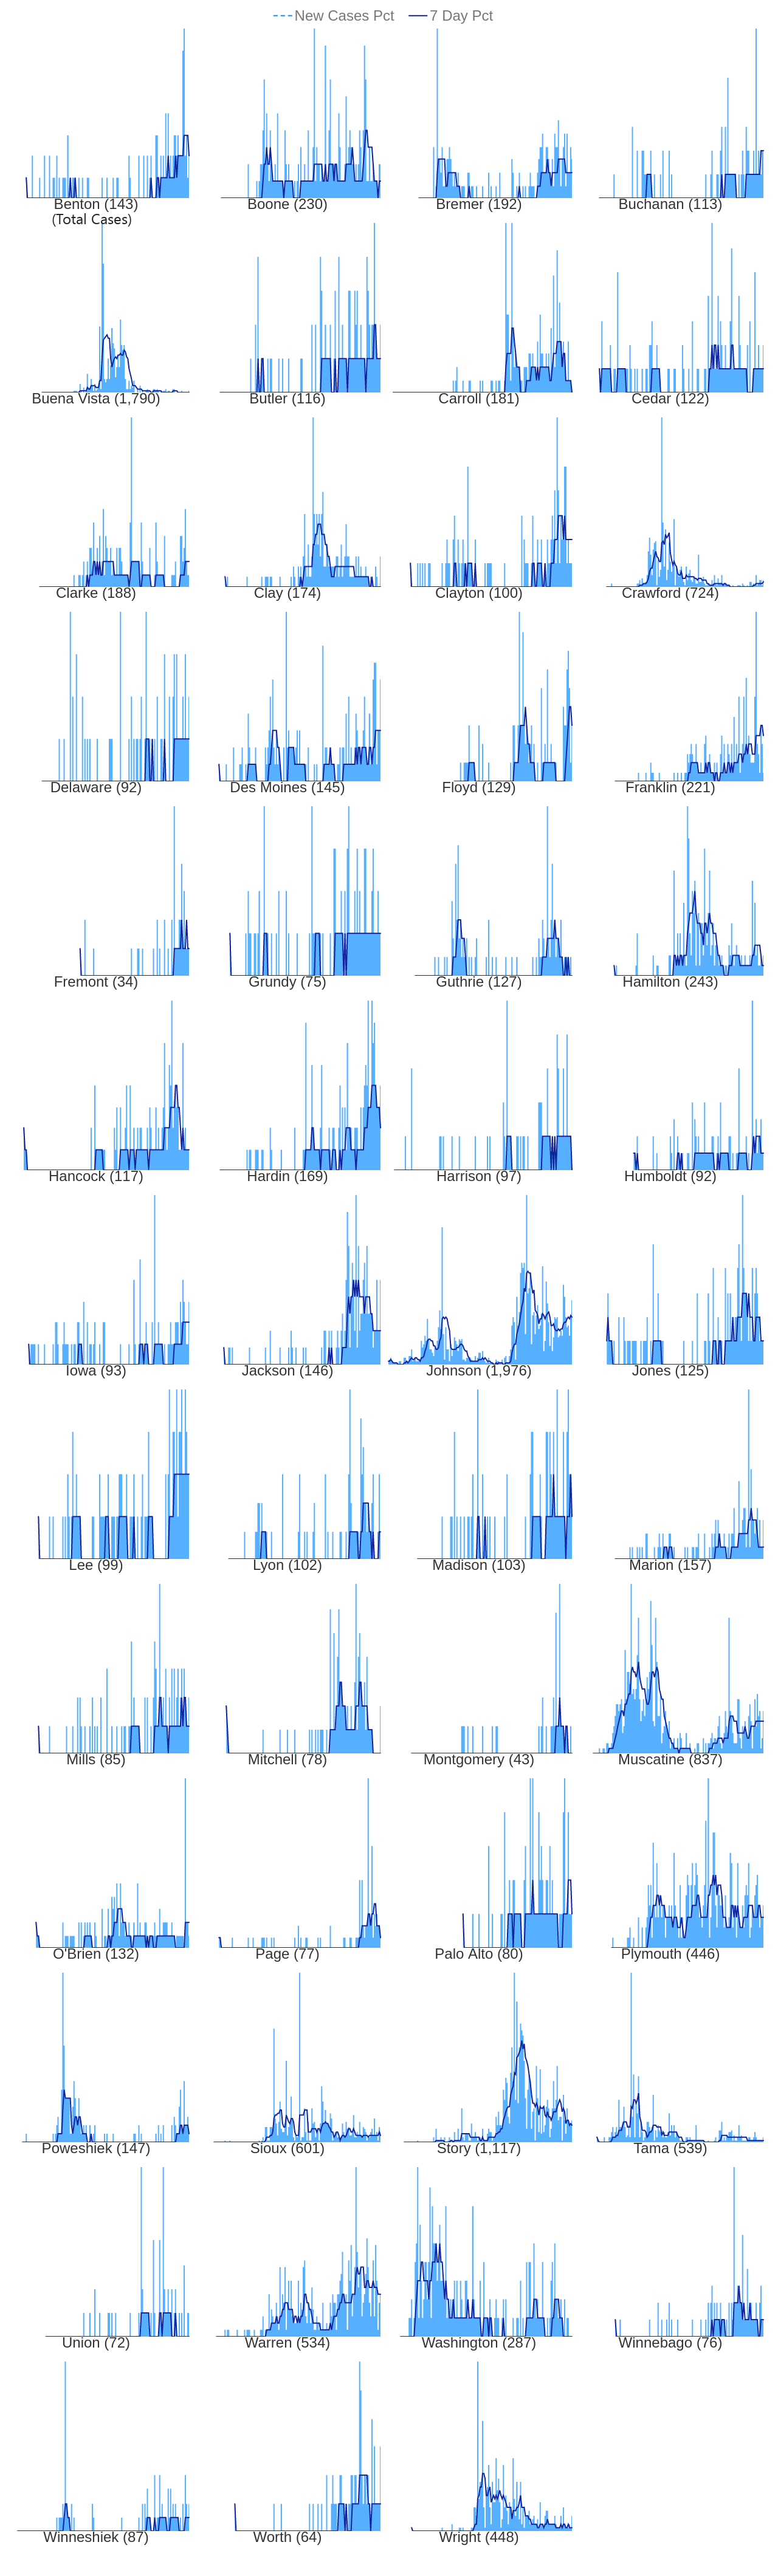 New Cases Pct 7 Day Pct
Benton (143) Boone (230) Bremer (192) Buchanan (113)
(Total Cases)
Buena Vista (1,790) Butler (116) Carroll (181) Cedar (122)
Clarke (188) Clay (174) Clayton (100) Crawford (724)
Delaware (92) Des Moines (145) Floyd (129) Franklin (221)
Fremont (34) Grundy (75) Guthrie (127) Hamilton (243)
Hancock (117) Hardin (169) Harrison (97) Humboldt (92)
Iowa (93) Jackson (146) Johnson (1,976) Jones (125)
Lee (99) Lyon (102) Madison (103) Marion (157)
Mills (85) Mitchell (78) Montgomery (43) Muscatine (837)
O'Brien (132) Page (77) Palo Alto (80) Plymouth (446)
Poweshiek (147) Sioux (601) Story (1,117) Tama (539)
Union (72) Warren (534) Washington (287) Winnebago (76)
Winneshiek (87) Worth (64) Wright (448)